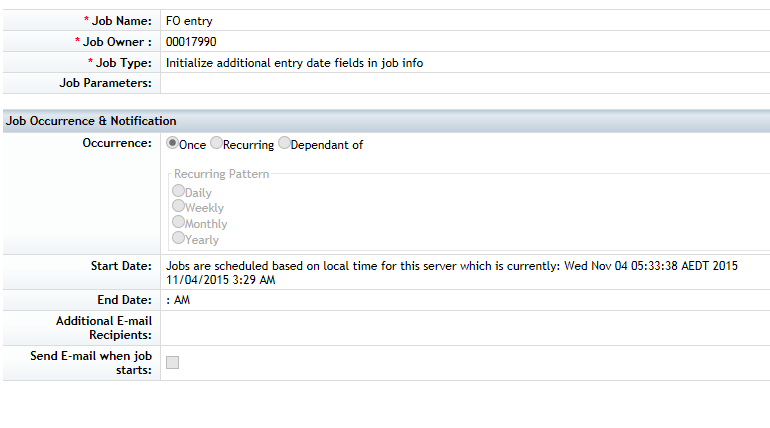 * Job Name: FO entry
* Job Owner : 00017990
* Job Type: Initialize additional entry date fields in job info
Job Parameters:
Job Occurrence & Notification
Occurrence: Once Recurring Dependant of
Recurring Pattern
Daily
Weekly
Monthly
Yearly
Start Date: Jobs are scheduled based on local time for this server which is currently: Wed Nov 04 05:33:38 AEDT 2015
11/04/2015 3:29 AM
End Date: : AM
Additional E-mail
Recipients:
Send E-mail when job
starts: